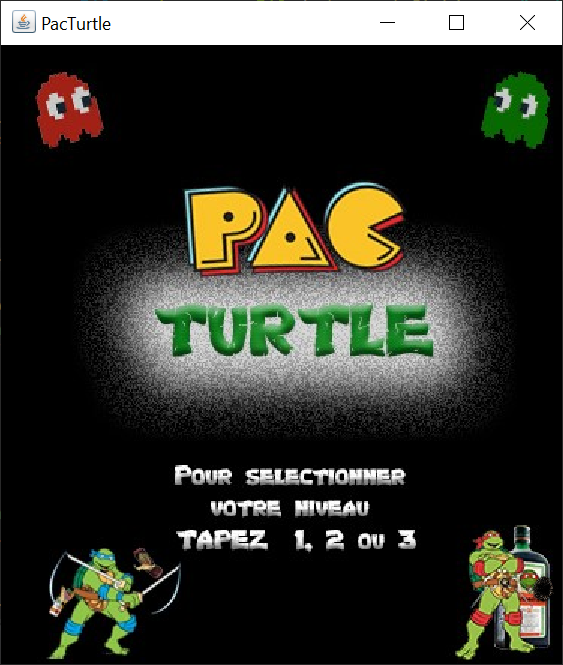 PacTurtle
PAC
TURTLE
POUR SELECTIONNER
VOTRE NIVEAU
TAPEZ 1, 2 OU 3